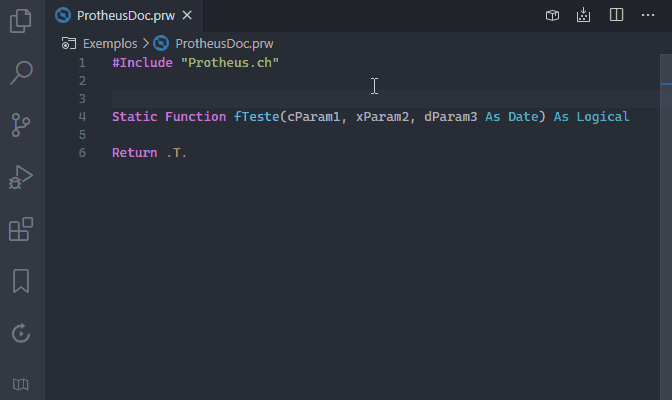 ProtheusDoc.prw
Exemplos > ProtheusDoc.prw
1 #Include "Protheus.ch"
2
3
4 Static Function fTeste(cParam1, xParam2, dParam3 As Date) As Logical
5
6 Return .T.